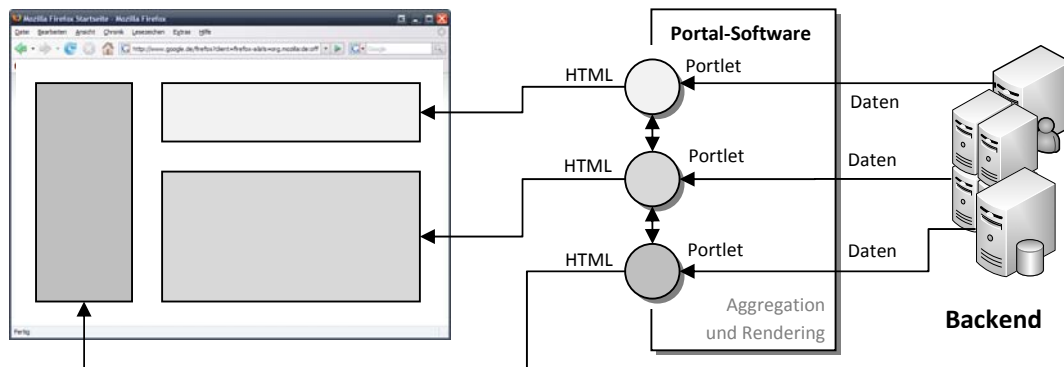 Mozilla Firefox Startseite - Mozilla Firefox
Datei Bearbeiten Ansicht Chronik Lesezeichen Extras Hilfe
Google
Portal-Software
HTML
Portlet
Daten
HTML
Portlet
Daten
HTML
Portlet
Daten
Aggregation
und Rendering
Backend
Fertig